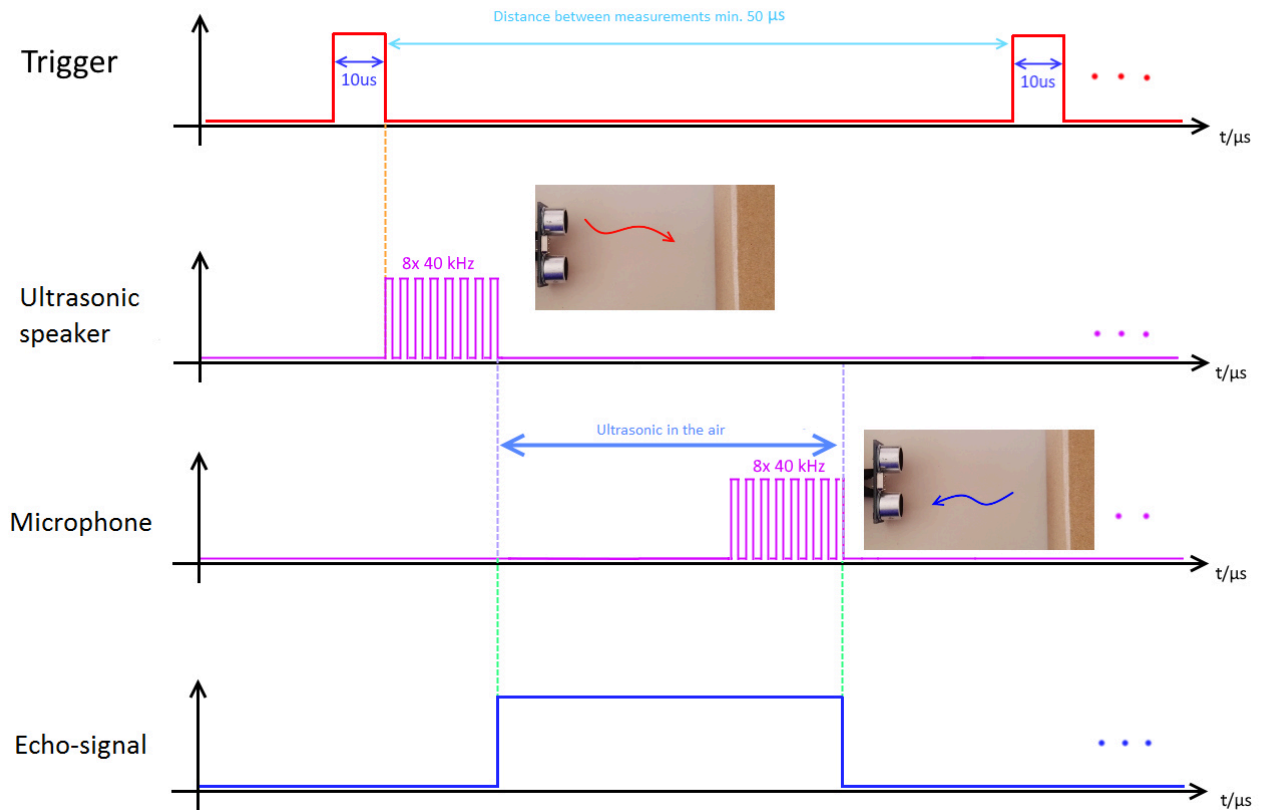 Distance between measurements min. 50 µs
Trigger
10us
10us
t/µs
8x 40 kHz
Ultrasonic
speaker
t/µs
Ultrasonic in the air
8x 40 kHz
Microphone
t/µs
Echo-signal
t/µs